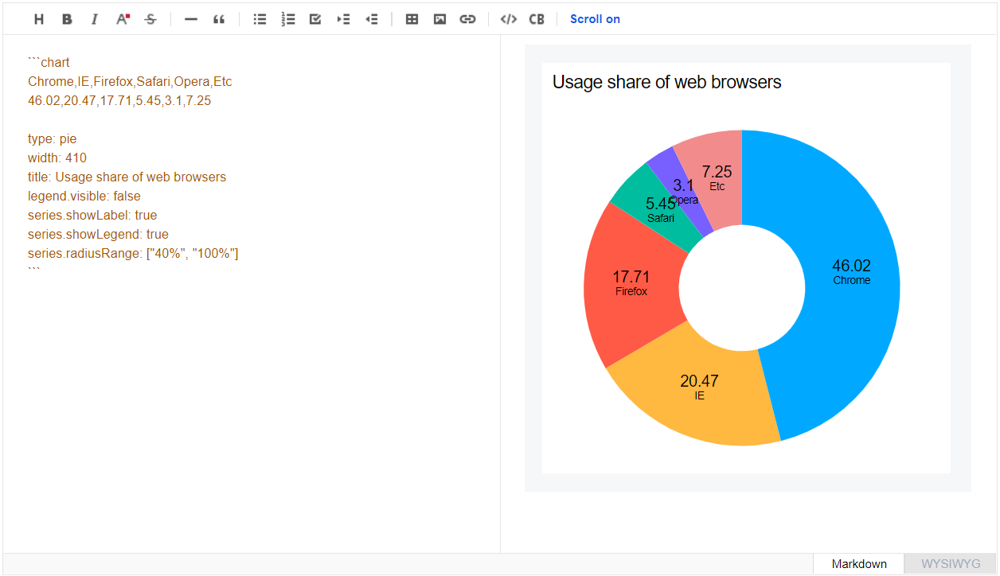 Scroll on
CB
```chart
Chrome,IE,Firefox,Safari,Opera,Etc
46.02,20.47,17.71,5.45,3.1,7.25
type: pie
width: 410
title: Usage share of web browsers
legend.visible: false
series.showLabel: true
series.showLegend: true
series.radiusRange: ["40%", "100%"]
```
Usage share of web browsers
7.25
Etc
3.1
Opera
5.45
Safari
46.02
Chrome
17.71
Firefox
20.47
IE
Markdown
WYSIWYG